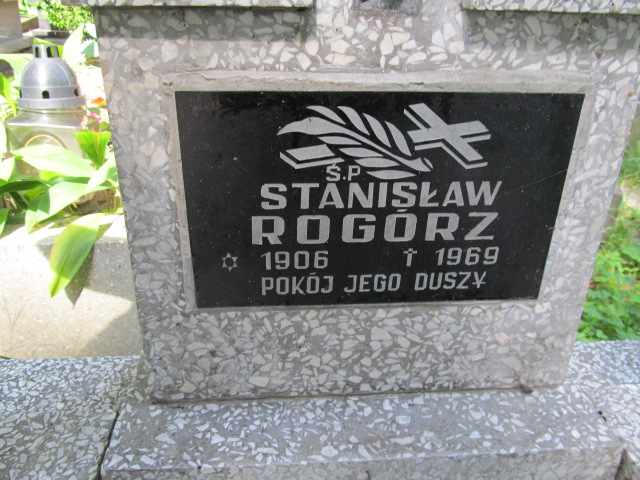 Ś.P
STANISŁAW
ROGÓRZ
✡ 1906 † 1969
POKÓJ JEGO DUSZY